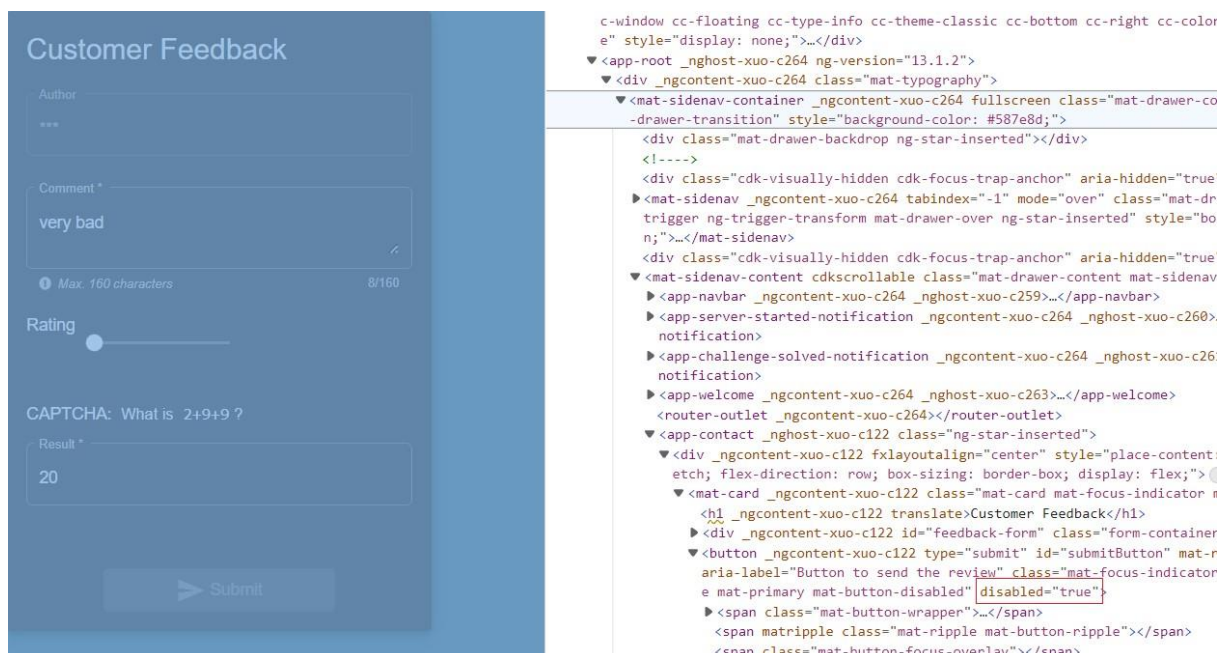 Customer Feedback
Author
***
Comment *
very bad
Max. 160 characters
8/160
Rating
CAPTCHA: What is 2+9+9 ?
Result *
20
Submit
c-window cc-floating cc-type-info cc-theme-classic cc-bottom cc-right cc-color
e" style="display: none;">…</div>
▼<app-root _nghost-xuo-c264 ng-version="13.1.2">
▼<div _ngcontent-xuo-c264 class="mat-typography">
▼<mat-sidenav-container _ngcontent-xuo-c264 fullscreen class="mat-drawer-co
-drawer-transition" style="background-color: #587e8d;">
<div class="mat-drawer-backdrop ng-star-inserted"></div>
<!---->
<div class="cdk-visually-hidden cdk-focus-trap-anchor" aria-hidden="true"
▶<mat-sidenav _ngcontent-xuo-c264 tabindex="-1" mode="over" class="mat-dr
trigger ng-trigger-transform mat-drawer-over ng-star-inserted" style="bo
n;">…</mat-sidenav>
<div class="cdk-visually-hidden cdk-focus-trap-anchor" aria-hidden="true"
▼<mat-sidenav-content cdkscrollable class="mat-drawer-content mat-sidenav
▶<app-navbar _ngcontent-xuo-c264 _nghost-xuo-c259>…</app-navbar>
▶<app-server-started-notification _ngcontent-xuo-c264 _nghost-xuo-c260>
notification>
▶<app-challenge-solved-notification _ngcontent-xuo-c264 _nghost-xuo-c26
notification>
▶<app-welcome _ngcontent-xuo-c264 _nghost-xuo-c263>…</app-welcome>
<router-outlet _ngcontent-xuo-c264></router-outlet>
▼<app-contact _nghost-xuo-c122 class="ng-star-inserted">
▼<div _ngcontent-xuo-c122 fxlayoutalign="center" style="place-content:
etch; flex-direction: row; box-sizing: border-box; display: flex;">
▼<mat-card _ngcontent-xuo-c122 class="mat-card mat-focus-indicator m
<h1 _ngcontent-xuo-c122 translate>Customer Feedback</h1>
▶<div _ngcontent-xuo-c122 id="feedback-form" class="form-container
▼<button _ngcontent-xuo-c122 type="submit" id="submitButton" mat-r
aria-label="Button to send the review" class="mat-focus-indicator
e mat-primary mat-button-disabled" disabled="true">
▶<span class="mat-button-wrapper">…</span>
<span matripple class="mat-ripple mat-button-ripple"></span>
<span class="mat-button-focus-overlay"></span>